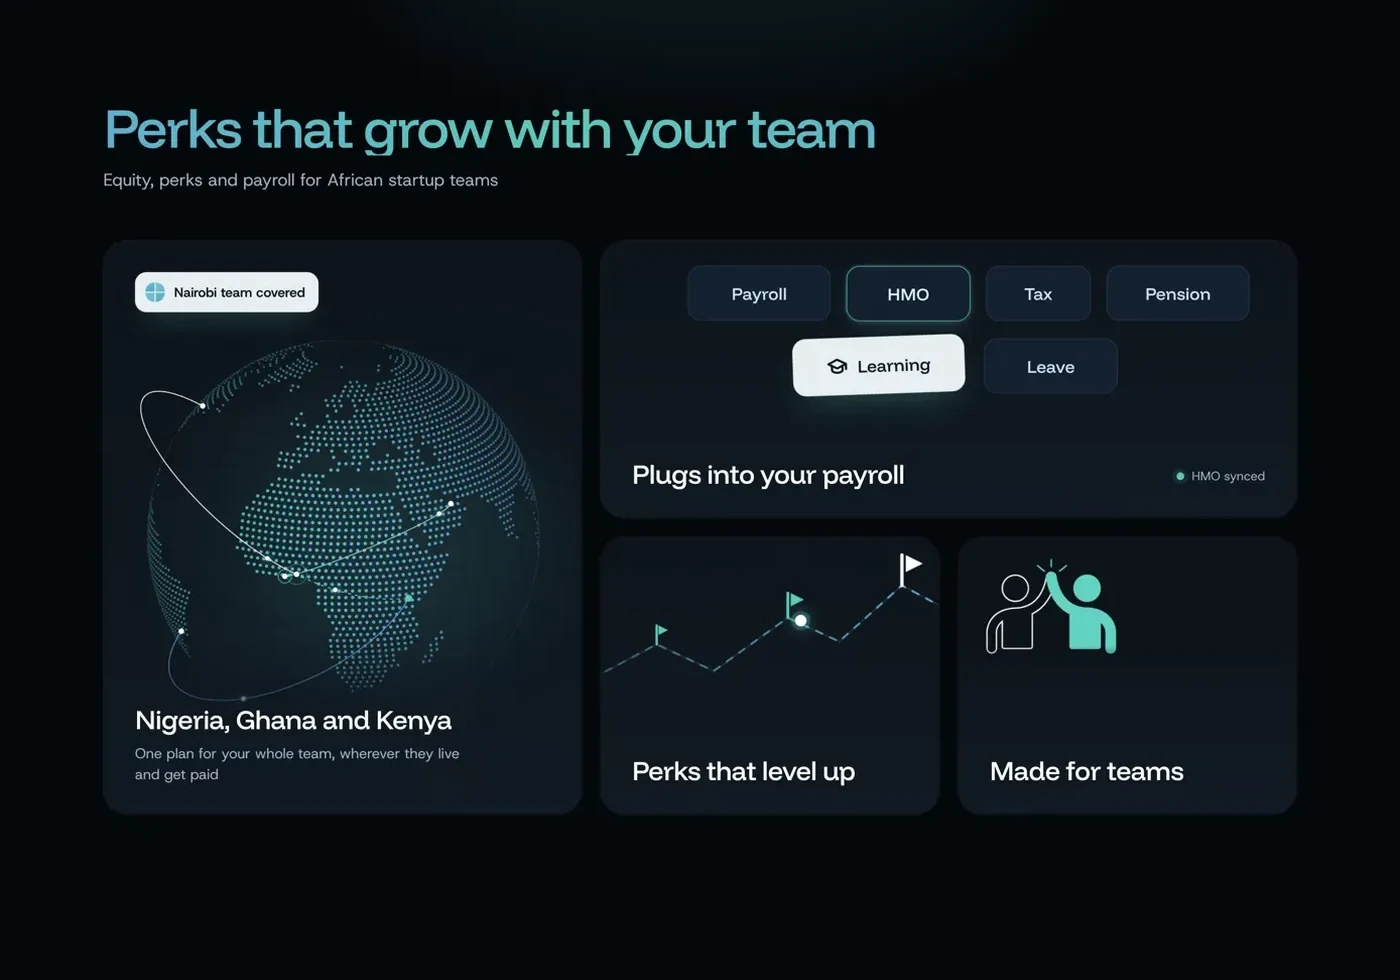 Perks that grow with your team
Equity, perks and payroll for African startup teams
Nairobi team covered
Nigeria, Ghana and Kenya
One plan for your whole team, wherever they live
and get paid
Payroll
HMO
Tax
Pension
Learning
Leave
Plugs into your payroll
HMO synced
Perks that level up
Made for teams